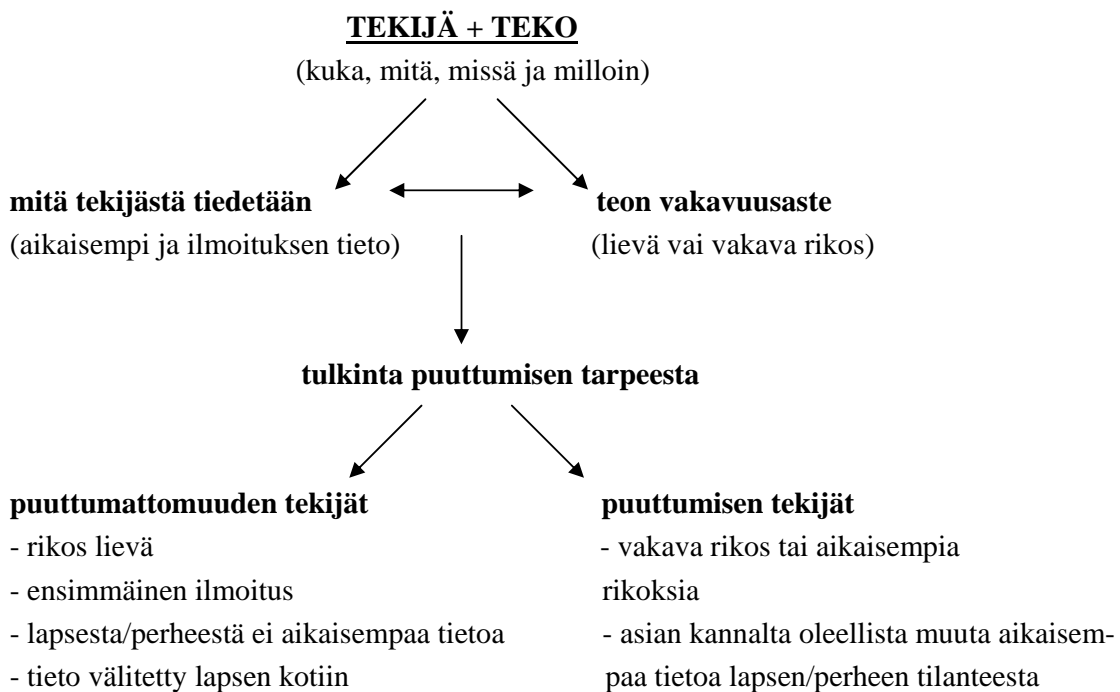 TEKIJÄ + TEKO
(kuka, mitä, missä ja milloin)
mitä tekijästä tiedetään
(aikaisempi ja ilmoituksen tieto)
teon vakavuusaste
(lievä vai vakava rikos)
tulkinta puuttumisen tarpeesta
puuttumattomuuden tekijät
- rikos lievä
- ensimmäinen ilmoitus
- lapsesta/perheestä ei aikaisempaa tietoa
- tieto välitetty lapsen kotiin
puuttumisen tekijät
- vakava rikos tai aikaisempia
rikoksia
- asian kannalta oleellista muuta aikaisem-
paa tietoa lapsen/perheen tilanteesta